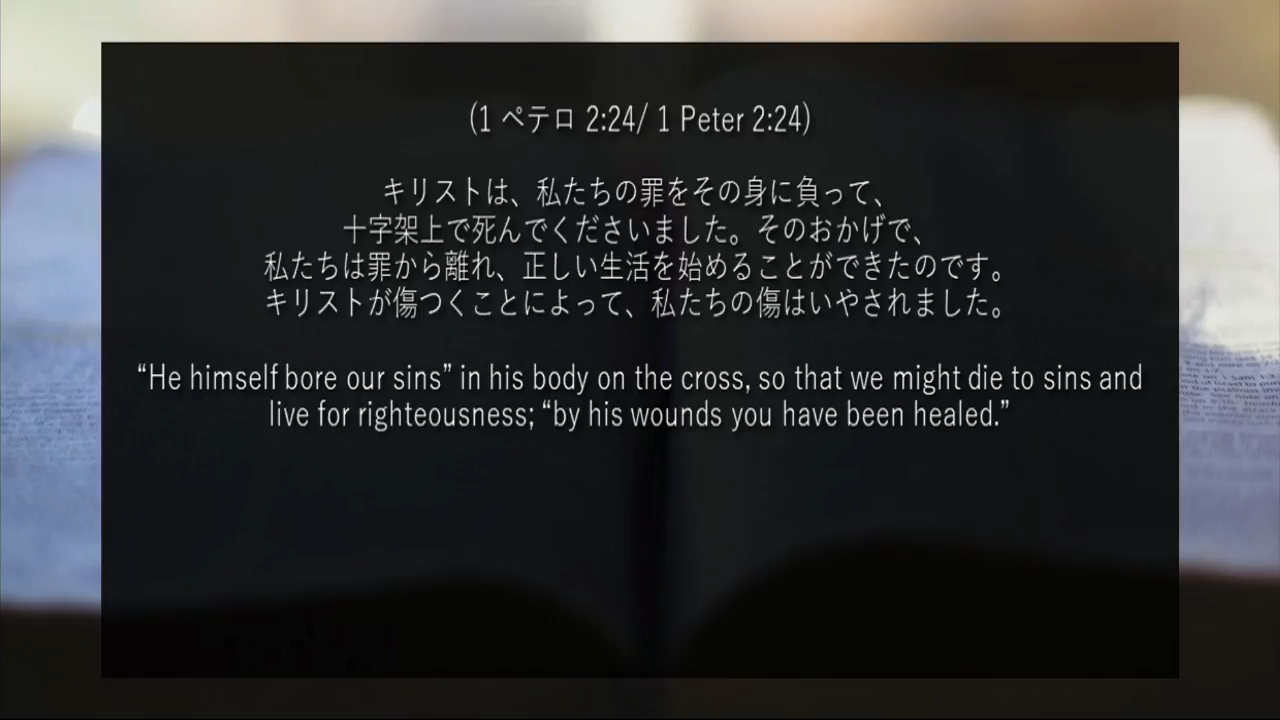 (1 ペテロ 2:24/ 1 Peter 2:24)
キリストは、私たちの罪をその身に負って、
十字架上で死んでくださいました。そのおかげで、
私たちは罪から離れ、正しい生活を始めることができたのです。
キリストが傷つくことによって、私たちの傷はいやされました。
“He himself bore our sins” in his body on the cross, so that we might die to sins and
live for righteousness; “by his wounds you have been healed.”